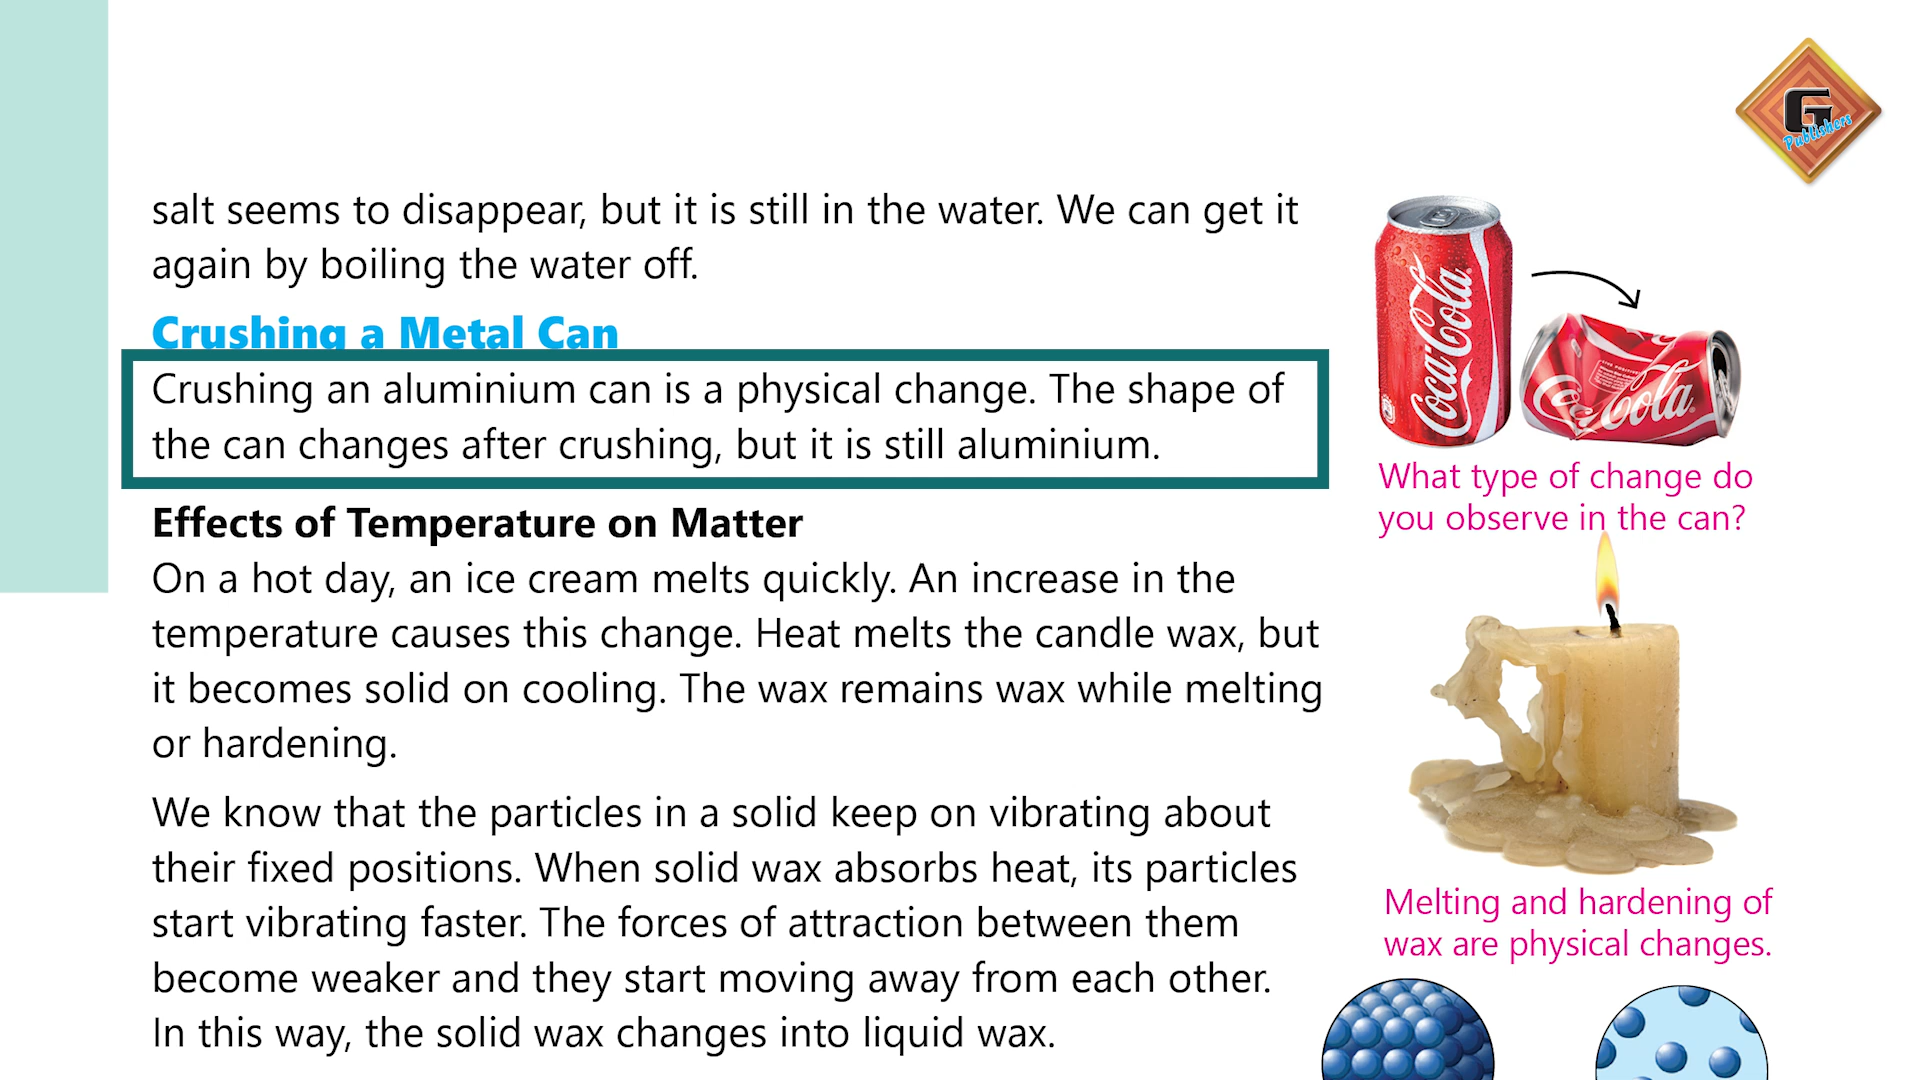 G
Publishers
salt seems to disappear, but it is still in the water. We can get it
again by boiling the water off.
Crushing a Metal Can
Crushing an aluminium can is a physical change. The shape of
the can changes after crushing, but it is still aluminium.
Effects of Temperature on Matter
On a hot day, an ice cream melts quickly. An increase in the
temperature causes this change. Heat melts the candle wax, but
it becomes solid on cooling. The wax remains wax while melting
or hardening.
We know that the particles in a solid keep on vibrating about
their fixed positions. When solid wax absorbs heat, its particles
start vibrating faster. The forces of attraction between them
become weaker and they start moving away from each other.
In this way, the solid wax changes into liquid wax.
Coca-Cola
Coca-Cola
What type of change do
you observe in the can?
Melting and hardening of
wax are physical changes.